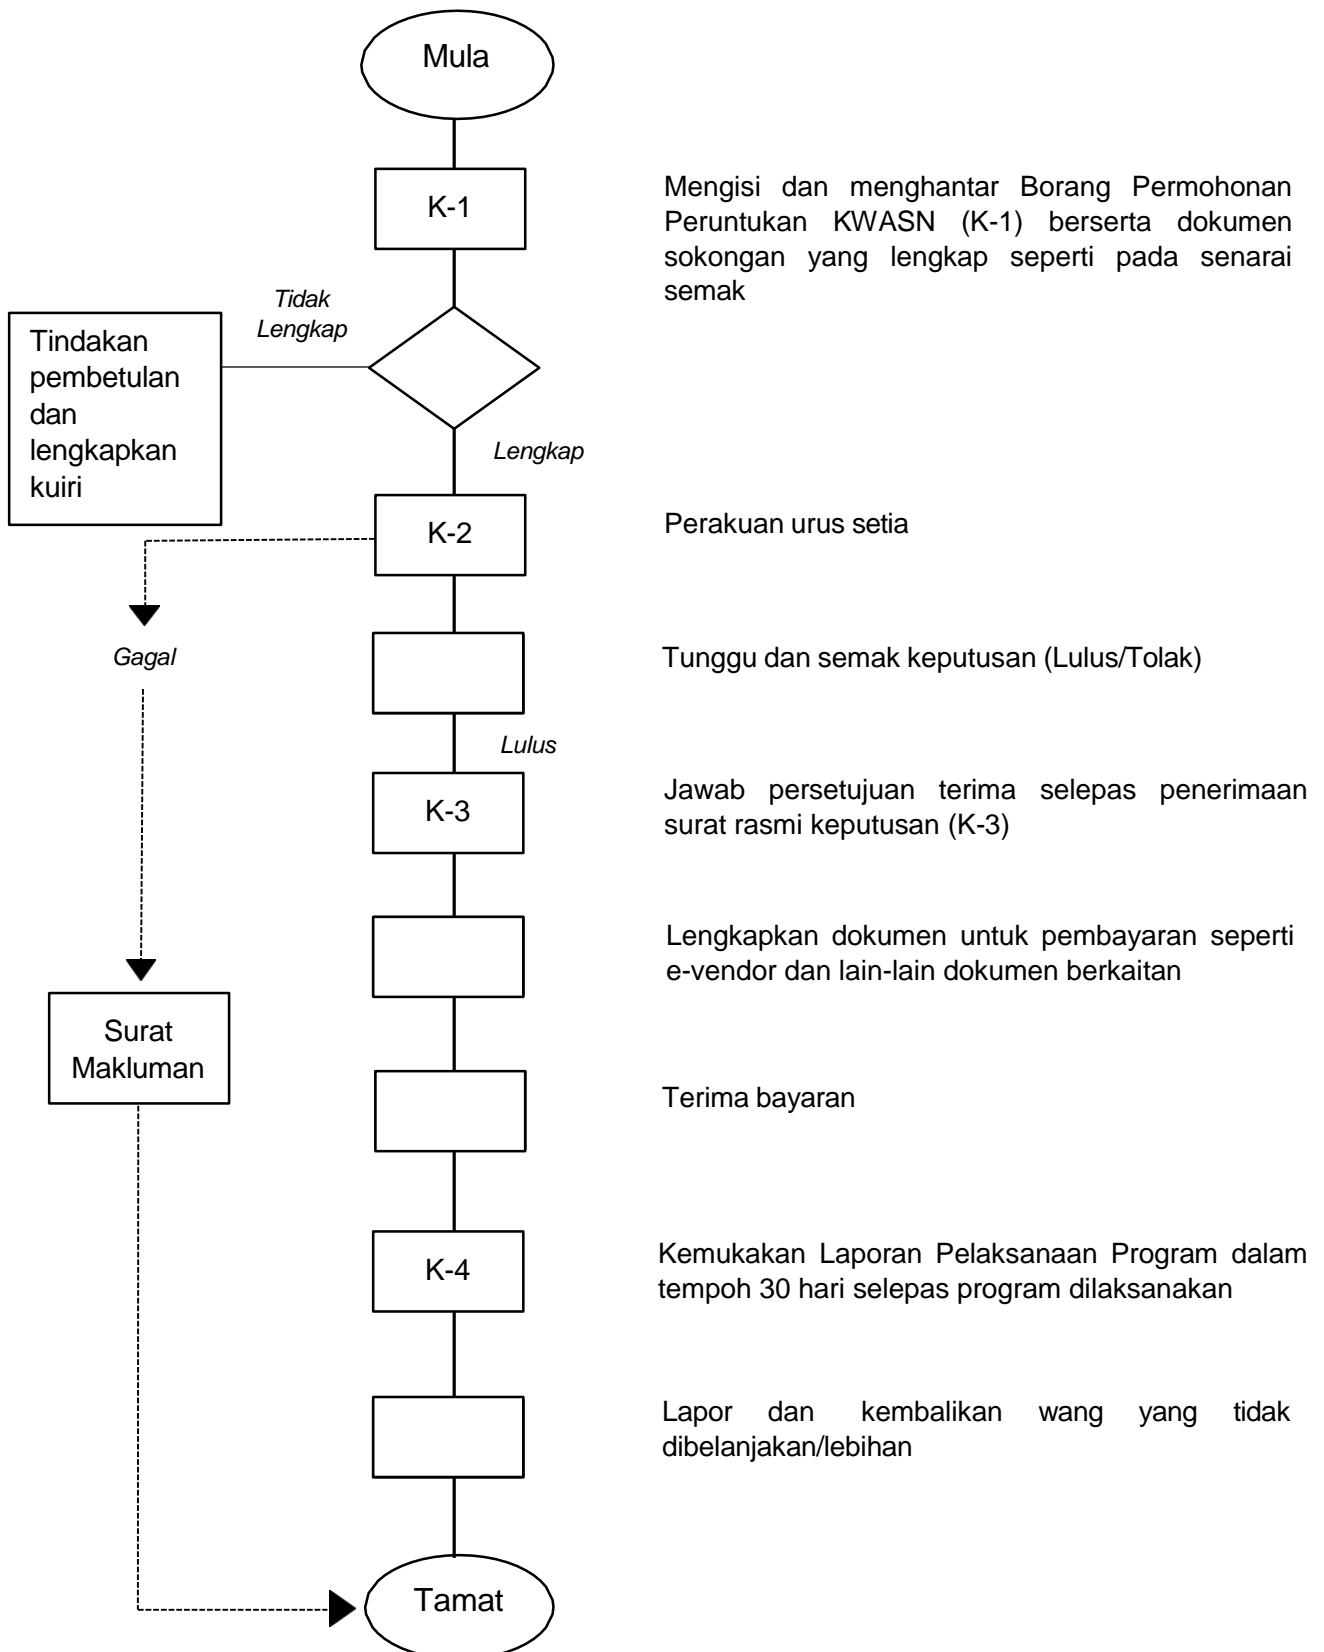 Mula
K-1
Mengisi dan menghantar Borang Permohonan
Peruntukan KWASN (K-1) berserta dokumen
sokongan yang lengkap seperti pada senarai
semak
Tidak
Lengkap
Tindakan
pembetulan
dan
lengkapkan
kuiri
Lengkap
K-2
Perakuan urus setia
Gagal
Tunggu dan semak keputusan (Lulus/Tolak)
Lulus
K-3
Jawab persetujuan terima selepas penerimaan
surat rasmi keputusan (K-3)
Lengkapkan dokumen untuk pembayaran seperti
e-vendor dan lain-lain dokumen berkaitan
Surat
Makluman
Terima bayaran
K-4
Kemukakan Laporan Pelaksanaan Program dalam
tempoh 30 hari selepas program dilaksanakan
Lapor dan kembalikan wang yang tidak
dibelanjakan/lebihan
Tamat